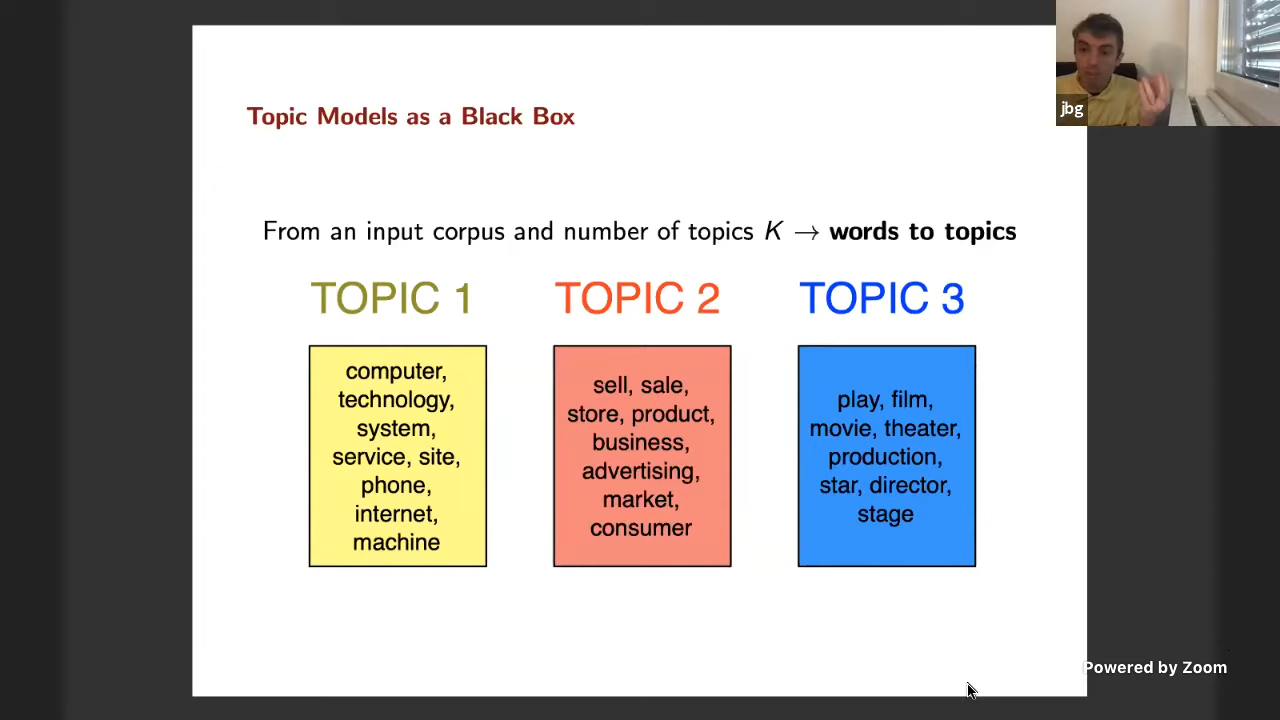 jbg
Topic Models as a Black Box
From an input corpus and number of topics K → words to topics
TOPIC 1
computer,
technology,
system,
service, site,
phone,
internet,
machine
TOPIC 2
sell, sale,
store, product,
business,
advertising,
market,
consumer
TOPIC 3
play, film,
movie, theater,
production,
star, director,
stage
Powered by Zoom